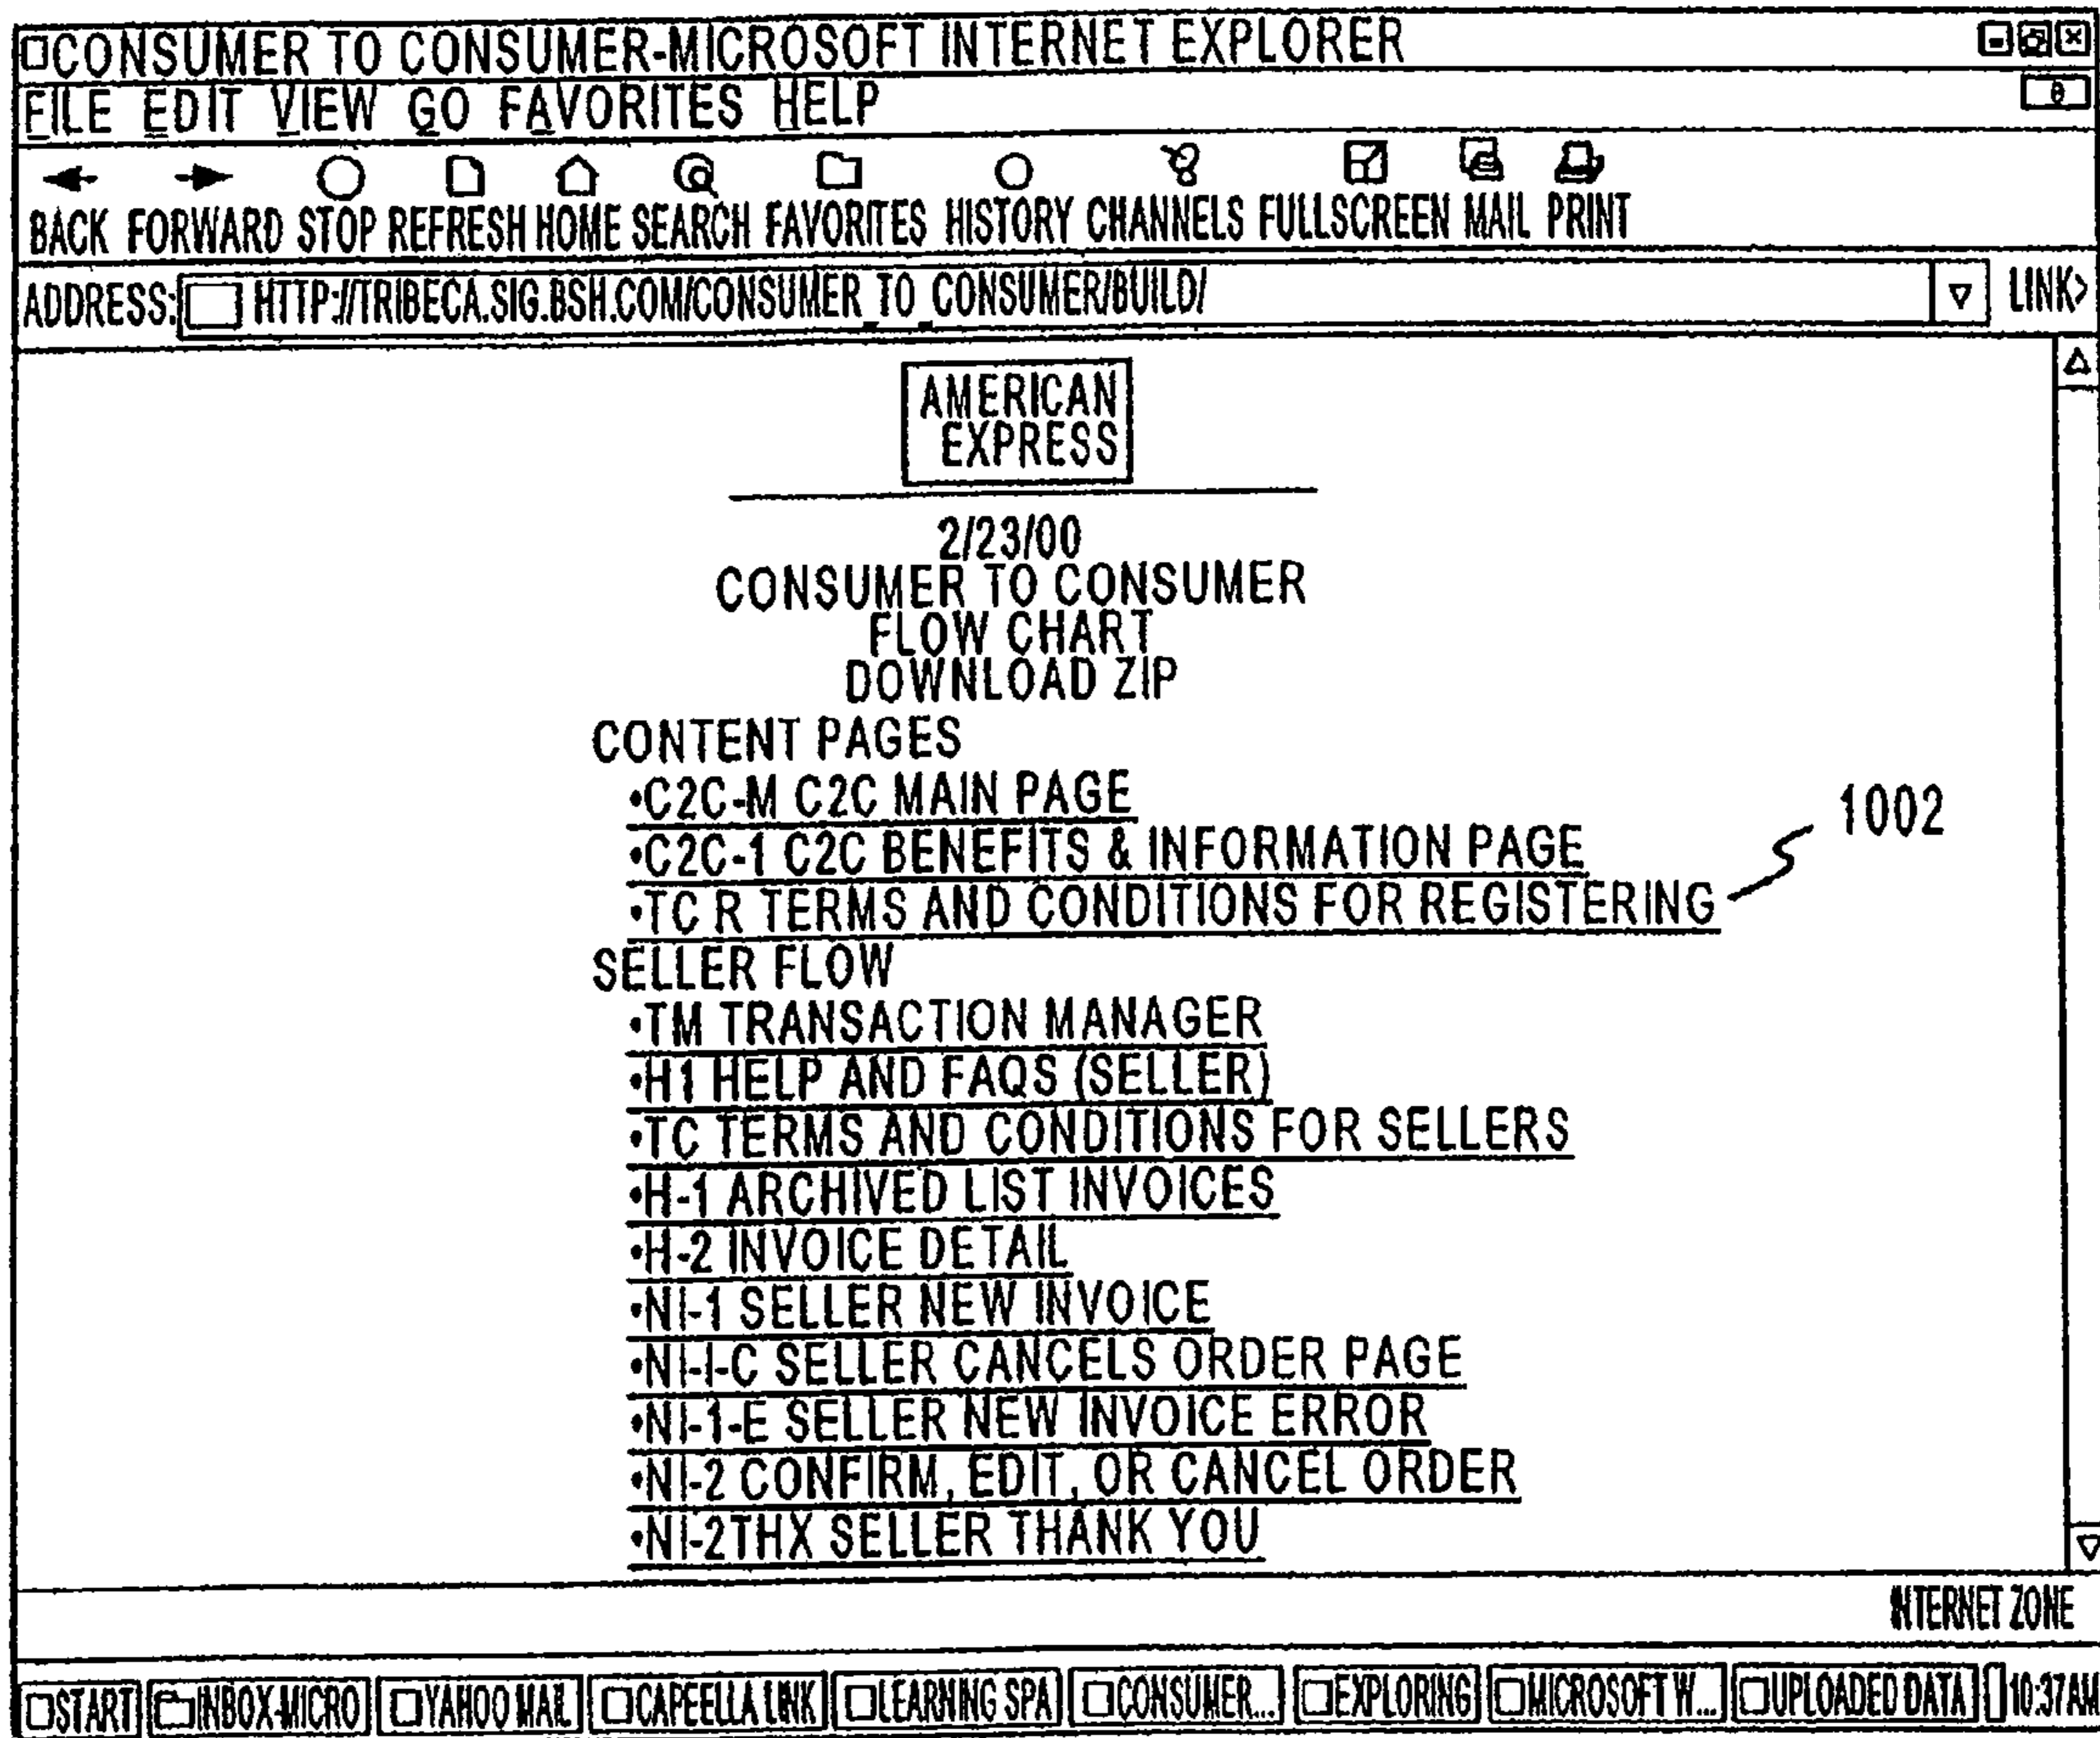 CONSUMER TO CONSUMER-MICROSOFT INTERNET EXPLORER
FILE EDIT VIEW GO FAVORITES HELP
BACK FORWARD STOP REFRESH HOME SEARCH FAVORITES HISTORY CHANNELS FULLSCREEN MAIL PRINT
ADDRESS: HTTP://TRIBECA.SIG.BSH.COM/CONSUMER_TO_CONSUMER/BUILD/ LINK>
AMERICAN
EXPRESS
2/23/00
CONSUMER TO CONSUMER
FLOW CHART
DOWNLOAD ZIP
CONTENT PAGES
•C2C-M C2C MAIN PAGE
•C2C-1 C2C BENEFITS & INFORMATION PAGE
•TC R TERMS AND CONDITIONS FOR REGISTERING
1002
SELLER FLOW
•TM TRANSACTION MANAGER
•H1 HELP AND FAQS (SELLER)
•TC TERMS AND CONDITIONS FOR SELLERS
•H-1 ARCHIVED LIST INVOICES
•H-2 INVOICE DETAIL
•NI-1 SELLER NEW INVOICE
•NI-I-C SELLER CANCELS ORDER PAGE
•NI-1-E SELLER NEW INVOICE ERROR
•NI-2 CONFIRM, EDIT, OR CANCEL ORDER
•NI-2THX SELLER THANK YOU
INTERNET ZONE
START INBOX-MICRO YAHOO MAIL CAPEELLA LINK LEARNING SPA CONSUMER... EXPLORING MICROSOFT W... UPLOADED DATA 10:37AM